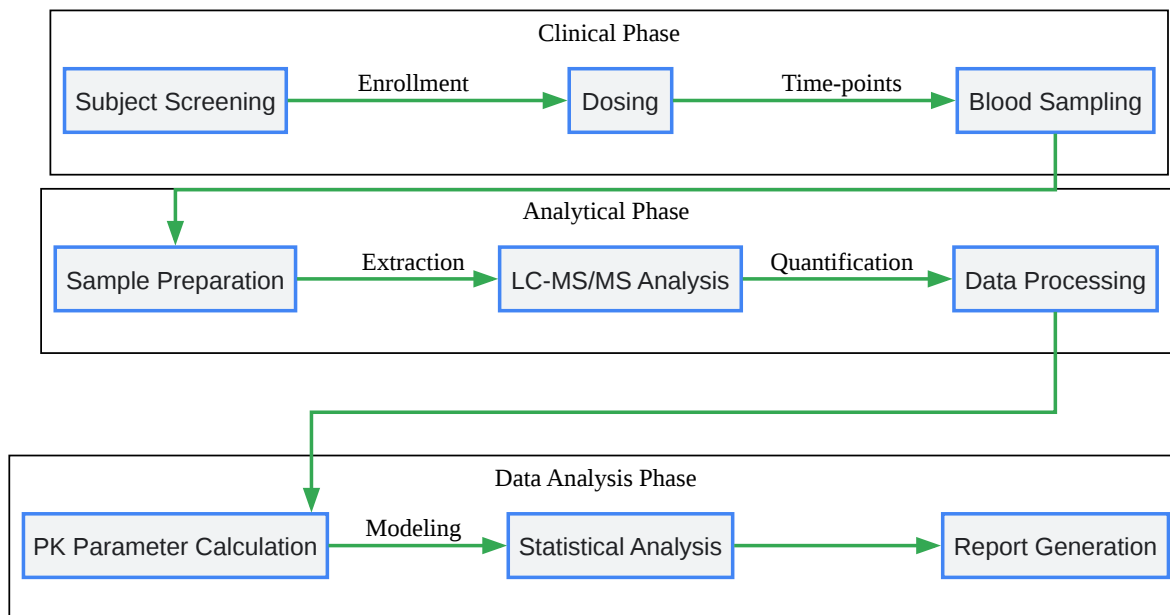 Clinical Phase
Subject Screening
Enrollment
Dosing
Time-points
Blood Sampling
Analytical Phase
Sample Preparation
Extraction
LC-MS/MS Analysis
Quantification
Data Processing
Data Analysis Phase
PK Parameter Calculation
Modeling
Statistical Analysis
Report Generation